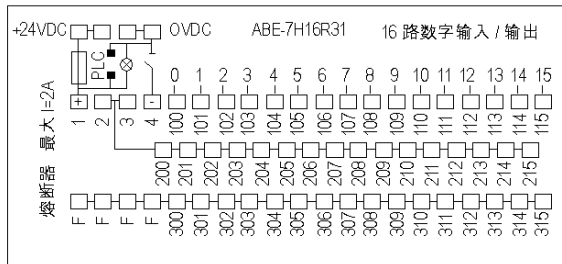 +24VDC 0VDC ABE-7H16R31 16 路数字输入 / 输出
PLC
熔断器 最大 I=2A
0 1 2 3 4 5 6 7 8 9 10 11 12 13 14 15
+ -
1 2 3 4 100 101 102 103 104 105 106 107 108 109 110 111 112 113 114 115
200 201 202 203 204 205 206 207 208 209 210 211 212 213 214 215
F F F F 300 301 302 303 304 305 306 307 308 309 310 311 312 313 314 315